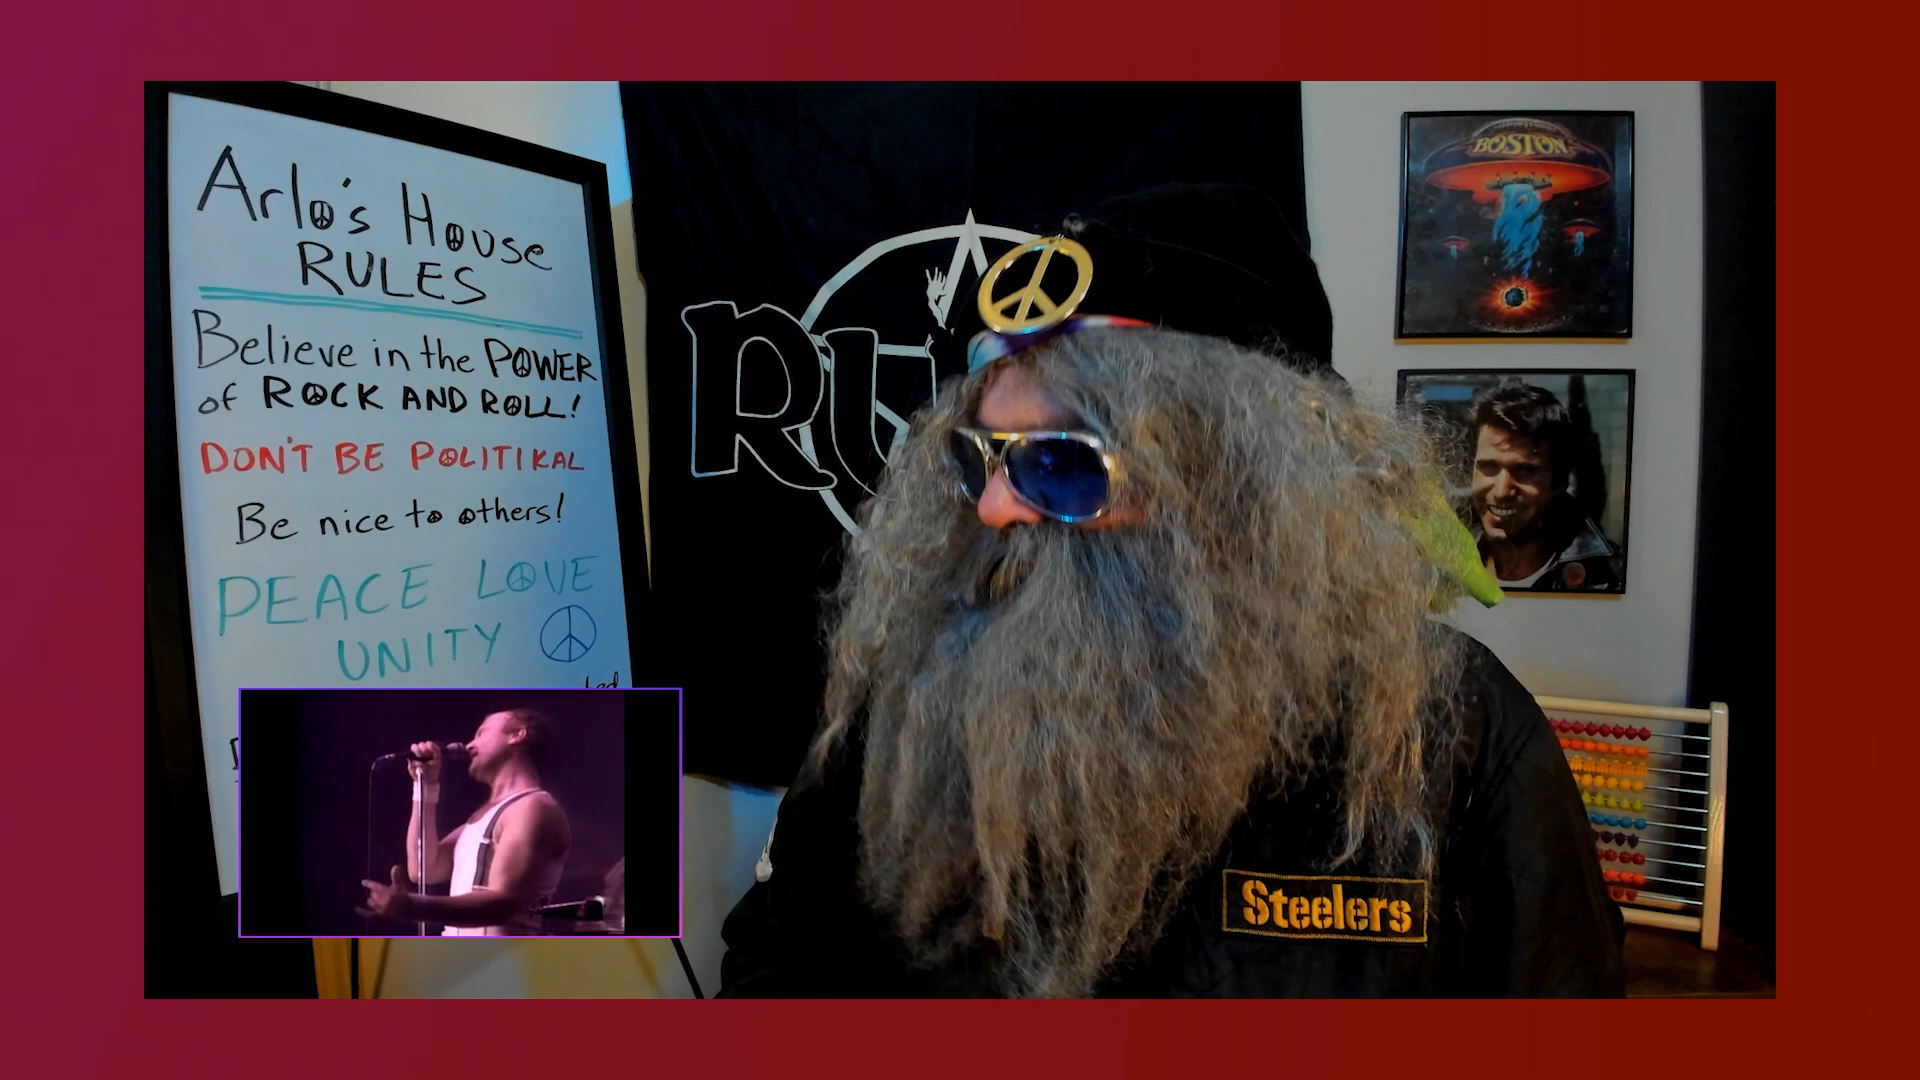 Arlo's House
RULES
Believe in the POWER
of ROCK AND ROLL!
DON'T BE POLITIKAL
Be nice to others!
PEACE LOVE
UNITY
RU
BOSTON
Steelers